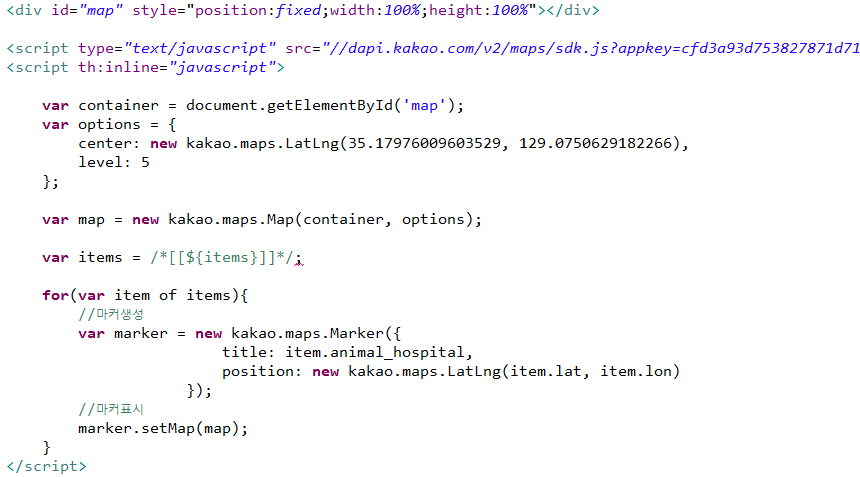 <div id="map" style="position:fixed;width:100%;height:100%"></div>
<script type="text/javascript" src="//dapi.kakao.com/v2/maps/sdk.js?appkey=cfd3a93d753827871d71
<script th:inline="javascript">
var container = document.getElementById('map');
var options = {
center: new kakao.maps.LatLng(35.17976009603529, 129.0750629182266),
level: 5
};
var map = new kakao.maps.Map(container, options);
var items = /*[[${items}]]*/;
for(var item of items){
//마커생성
var marker = new kakao.maps.Marker({
title: item.animal_hospital,
position: new kakao.maps.LatLng(item.lat, item.lon)
});
//마커표시
marker.setMap(map);
}
</script>